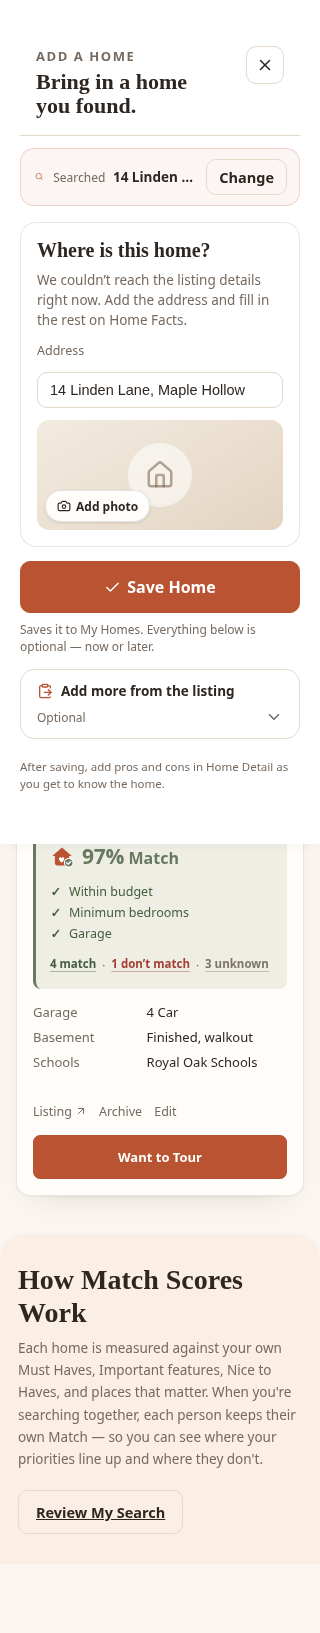 ADD A HOME
Bring in a home
you found.
Searched 14 Linden ... Change
Where is this home?
We couldn’t reach the listing details
right now. Add the address and fill in
the rest on Home Facts.
Address
14 Linden Lane, Maple Hollow
Add photo
Save Home
Saves it to My Homes. Everything below is
optional — now or later.
Add more from the listing
Optional
After saving, add pros and cons in Home Detail as
you get to know the home.
97% Match
✓ Within budget
✓ Minimum bedrooms
✓ Garage
4 match · 1 don’t match · 3 unknown
Garage 4 Car
Basement Finished, walkout
Schools Royal Oak Schools
Listing ↗ Archive Edit
Want to Tour
How Match Scores
Work
Each home is measured against your own
Must Haves, Important features, Nice to
Haves, and places that matter. When you're
searching together, each person keeps their
own Match — so you can see where your
priorities line up and where they don't.
Review My Search